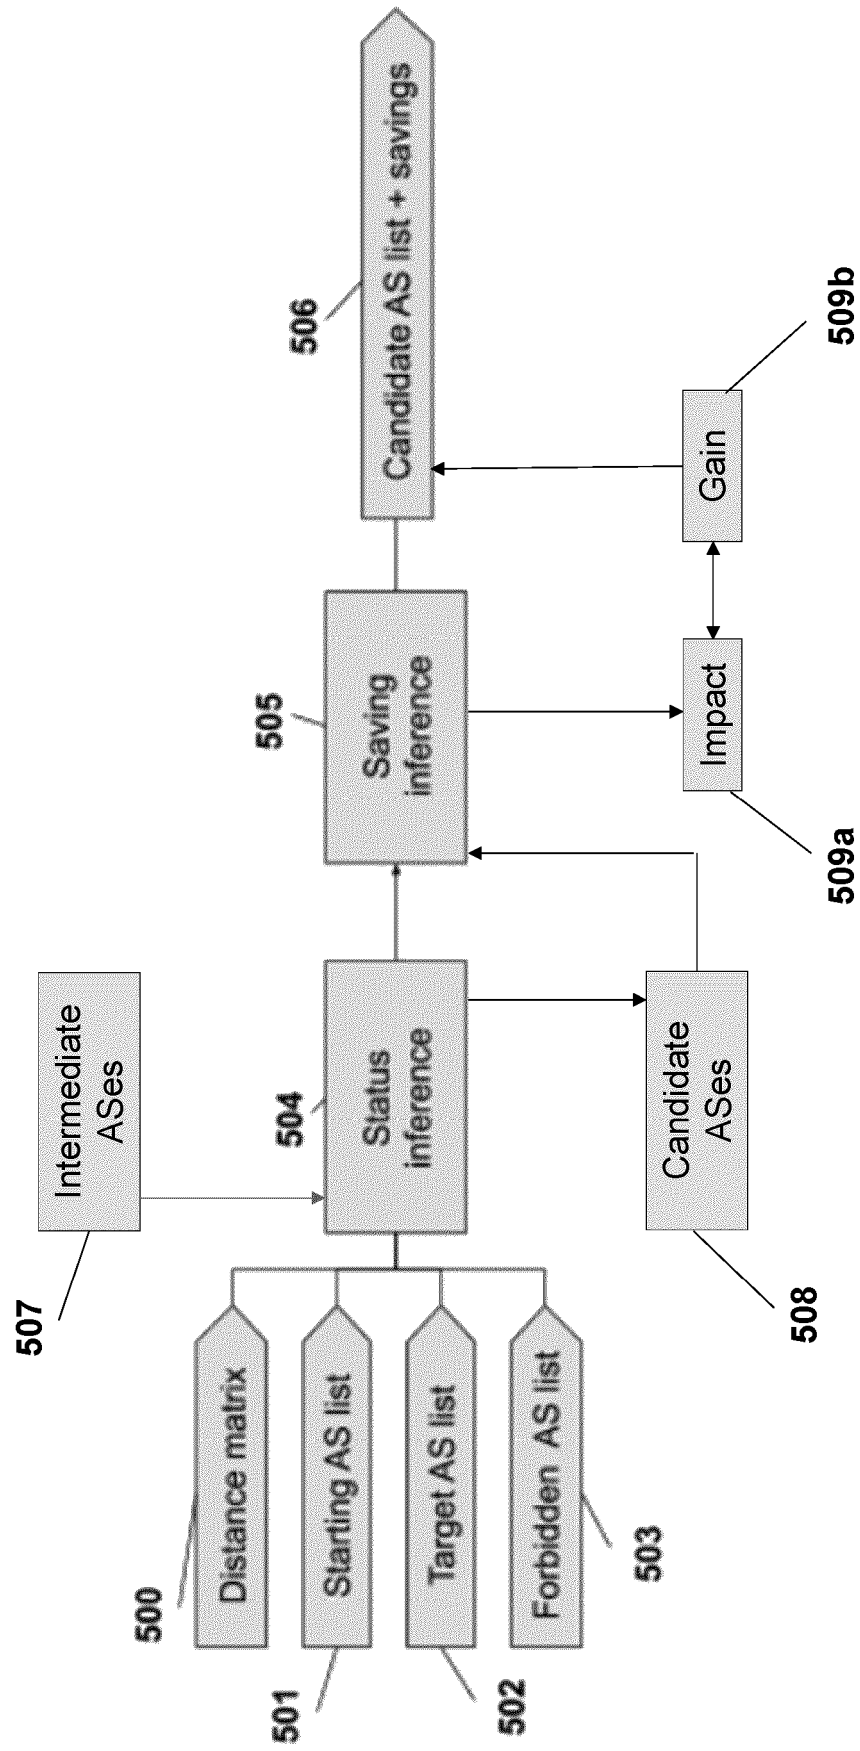 507
Intermediate
ASes
500
Distance matrix
501
Starting AS list
502
Target AS list
503
Forbidden AS list
504
Status
inference
505
Saving
inference
506
Candidate AS list + savings
508
Candidate
ASes
509a
Impact
509b
Gain